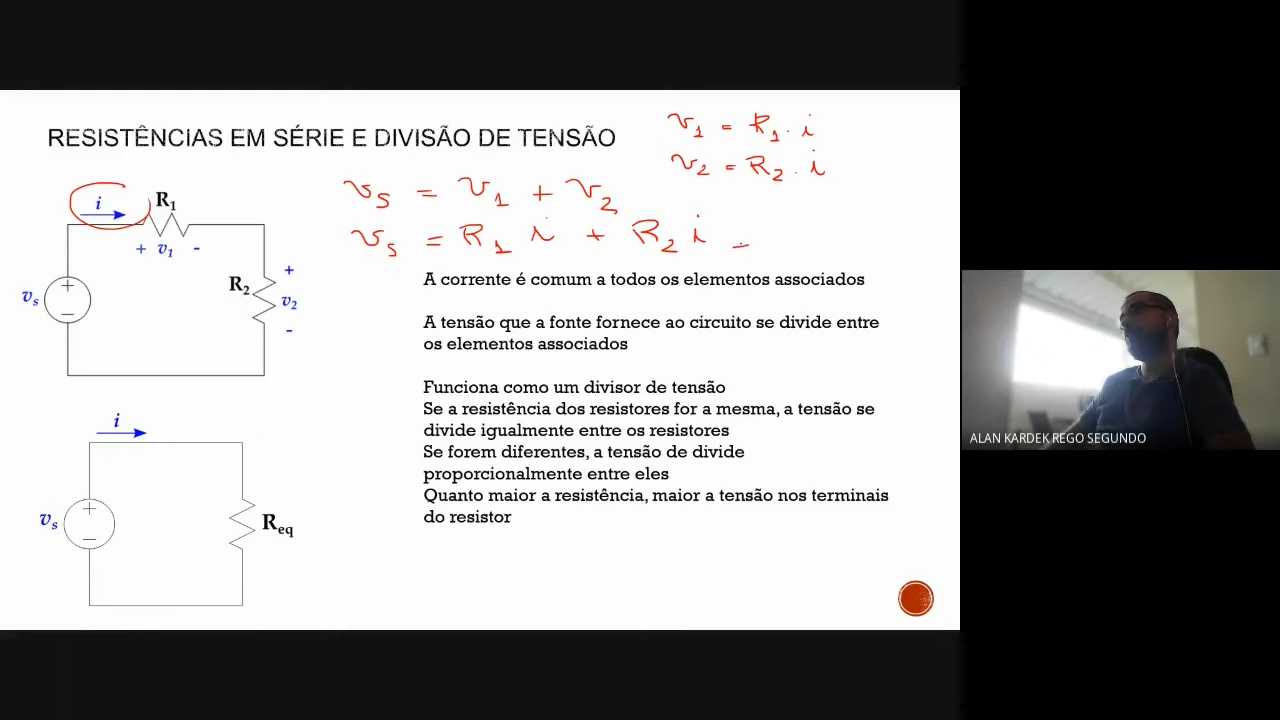 RESISTÊNCIAS EM SÉRIE E DIVISÃO DE TENSÃO
v1 = R1 . i
v2 = R2 . i
vs = v1 + v2
vs = R1 i + R2 i =
i
R1
+ v1 -
vs
+
-
R2
+
v2
-
A corrente é comum a todos os elementos associados
A tensão que a fonte fornece ao circuito se divide entre
os elementos associados
Funciona como um divisor de tensão
Se a resistência dos resistores for a mesma, a tensão se
divide igualmente entre os resistores
Se forem diferentes, a tensão de divide
proporcionalmente entre eles
Quanto maior a resistência, maior a tensão nos terminais
do resistor
i
vs
+
-
Req
ALAN KARDEK REGO SEGUNDO